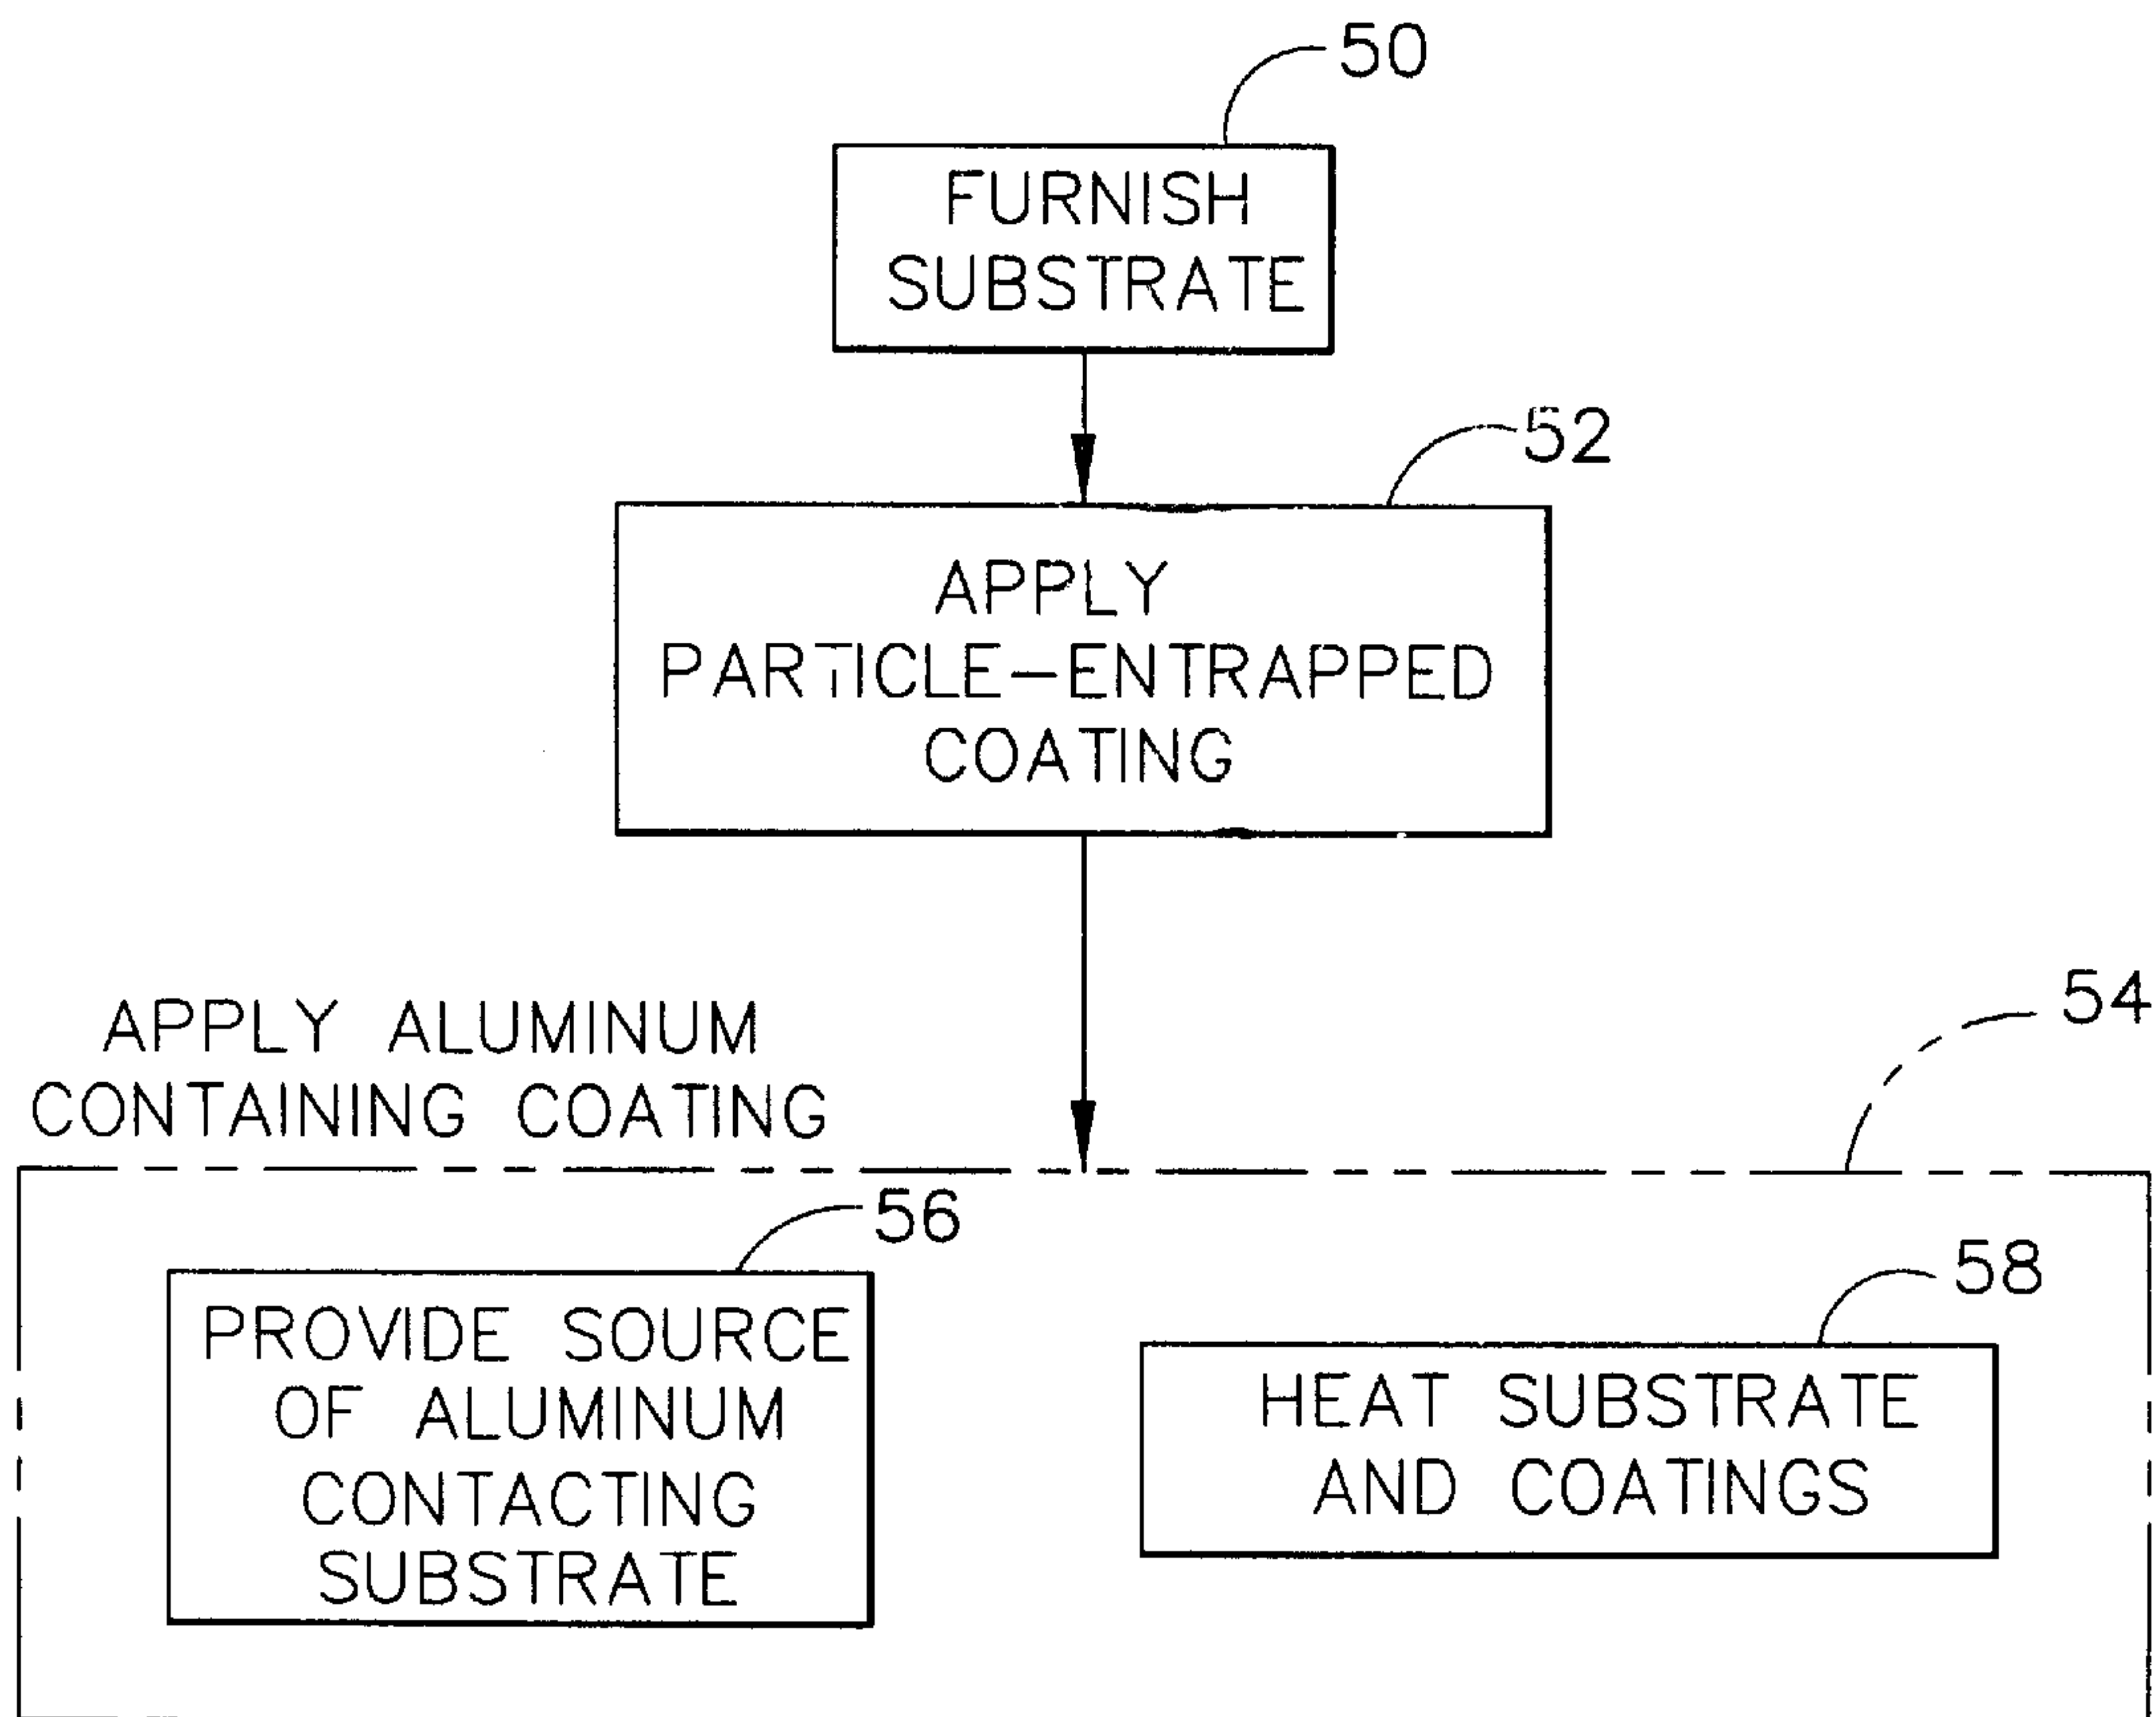 50
FURNISH
SUBSTRATE
52
APPLY
PARTICLE-ENTRAPPED
COATING
54
APPLY ALUMINUM
CONTAINING COATING
56
PROVIDE SOURCE
OF ALUMINUM
CONTACTING
SUBSTRATE
58
HEAT SUBSTRATE
AND COATINGS